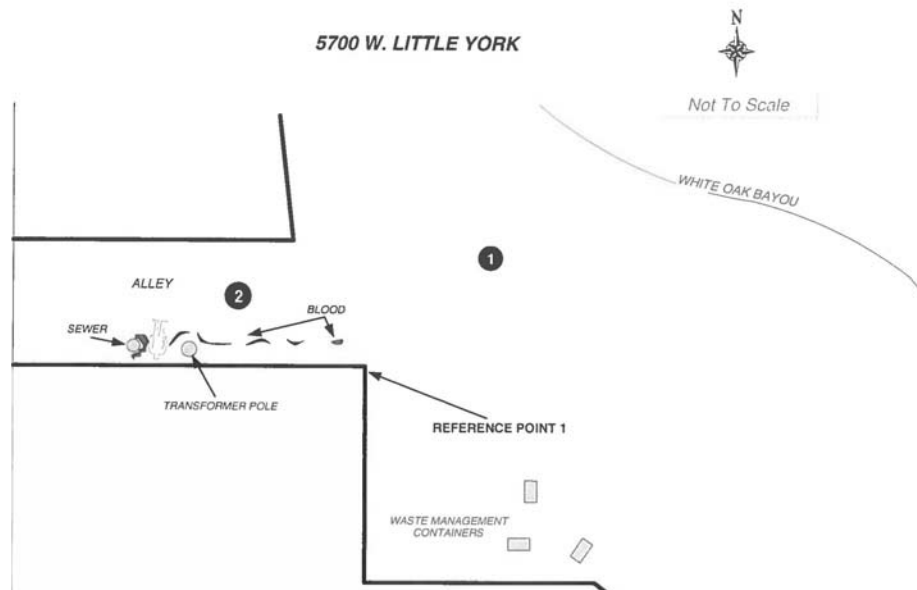 5700 W. LITTLE YORK
N
Not To Scale
WHITE OAK BAYOU
1
ALLEY
2
BLOOD
SEWER
TRANSFORMER POLE
REFERENCE POINT 1
WASTE MANAGEMENT
CONTAINERS